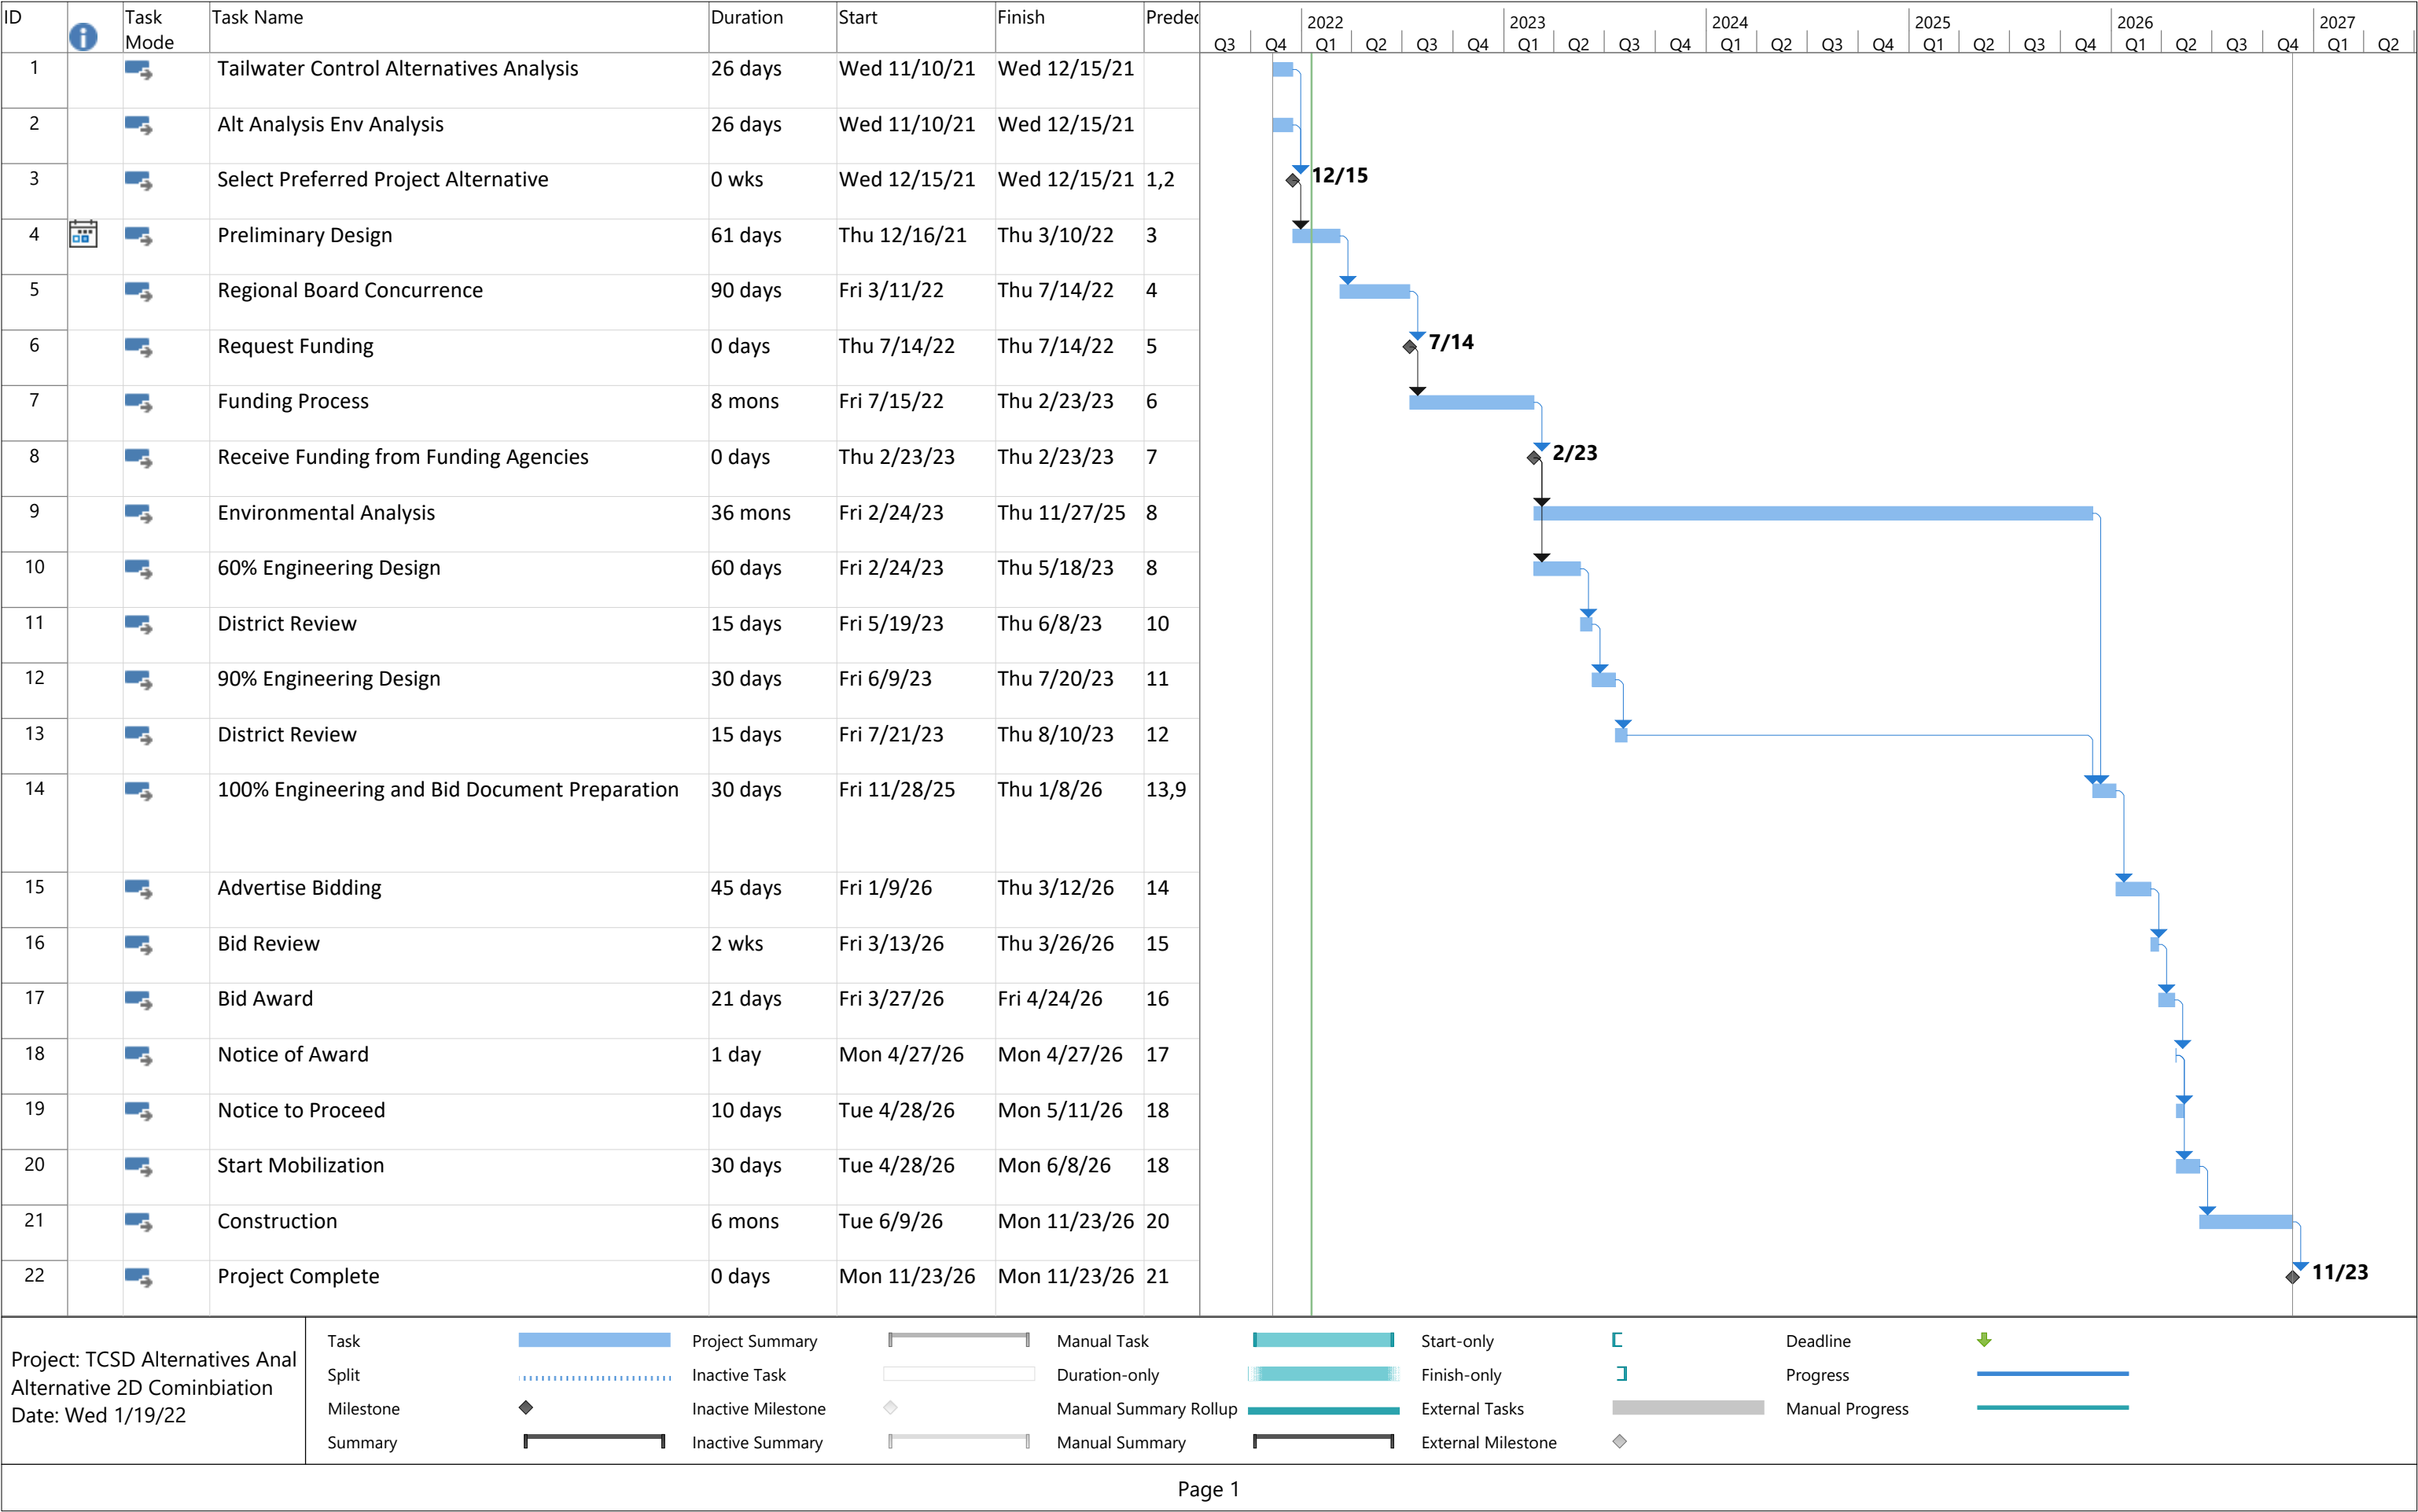 ID Task Mode Task Name Duration Start Finish Predec
2022 2023 2024 2025 2026 2027
Q3 Q4 Q1 Q2 Q3 Q4 Q1 Q2 Q3 Q4 Q1 Q2 Q3 Q4 Q1 Q2 Q3 Q4 Q1 Q2 Q3 Q4 Q1 Q2
1 Tailwater Control Alternatives Analysis 26 days Wed 11/10/21 Wed 12/15/21
2 Alt Analysis Env Analysis 26 days Wed 11/10/21 Wed 12/15/21
3 Select Preferred Project Alternative 0 wks Wed 12/15/21 Wed 12/15/21 1,2 12/15
4 Preliminary Design 61 days Thu 12/16/21 Thu 3/10/22 3
5 Regional Board Concurrence 90 days Fri 3/11/22 Thu 7/14/22 4
6 Request Funding 0 days Thu 7/14/22 Thu 7/14/22 5 7/14
7 Funding Process 8 mons Fri 7/15/22 Thu 2/23/23 6
8 Receive Funding from Funding Agencies 0 days Thu 2/23/23 Thu 2/23/23 7 2/23
9 Environmental Analysis 36 mons Fri 2/24/23 Thu 11/27/25 8
10 60% Engineering Design 60 days Fri 2/24/23 Thu 5/18/23 8
11 District Review 15 days Fri 5/19/23 Thu 6/8/23 10
12 90% Engineering Design 30 days Fri 6/9/23 Thu 7/20/23 11
13 District Review 15 days Fri 7/21/23 Thu 8/10/23 12
14 100% Engineering and Bid Document Preparation 30 days Fri 11/28/25 Thu 1/8/26 13,9
15 Advertise Bidding 45 days Fri 1/9/26 Thu 3/12/26 14
16 Bid Review 2 wks Fri 3/13/26 Thu 3/26/26 15
17 Bid Award 21 days Fri 3/27/26 Fri 4/24/26 16
18 Notice of Award 1 day Mon 4/27/26 Mon 4/27/26 17
19 Notice to Proceed 10 days Tue 4/28/26 Mon 5/11/26 18
20 Start Mobilization 30 days Tue 4/28/26 Mon 6/8/26 18
21 Construction 6 mons Tue 6/9/26 Mon 11/23/26 20
22 Project Complete 0 days Mon 11/23/26 Mon 11/23/26 21 11/23
Project: TCSD Alternatives Anal
Alternative 2D Cominbiation
Date: Wed 1/19/22
Task Project Summary Manual Task Start-only Deadline
Split Inactive Task Duration-only Finish-only Progress
Milestone Inactive Milestone Manual Summary Rollup External Tasks Manual Progress
Summary Inactive Summary Manual Summary External Milestone
Page 1